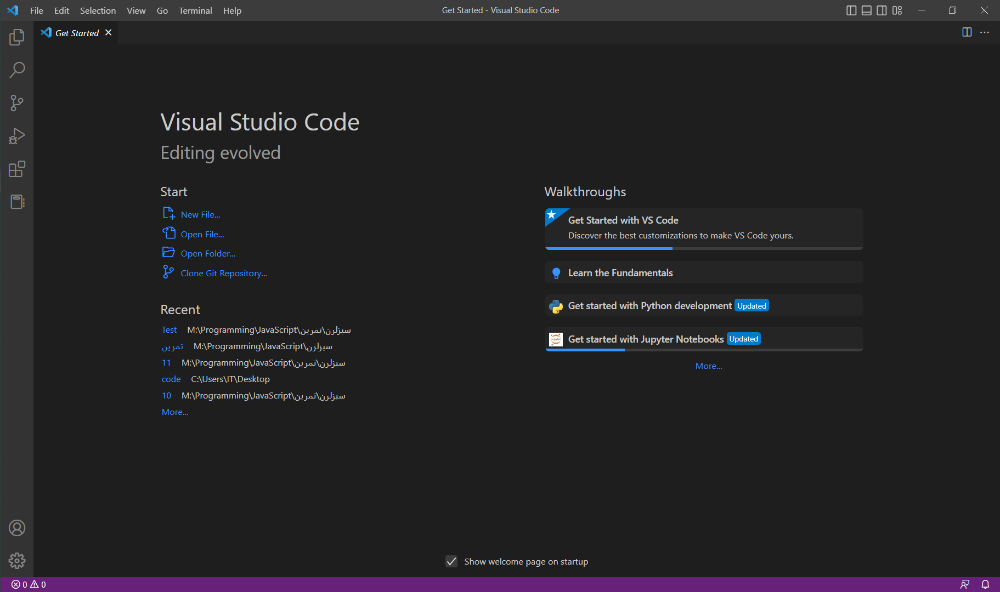 File Edit Selection View Go Terminal Help
Get Started - Visual Studio Code
Get Started
Visual Studio Code
Editing evolved
Start
New File...
Open File...
Open Folder...
Clone Git Repository...
Recent
Test M:\Programming\JavaScript\سبزلرن\تمرین
تمرین M:\Programming\JavaScript\سبزلرن
11 M:\Programming\JavaScript\سبزلرن\تمرین
code C:\Users\IT\Desktop
10 M:\Programming\JavaScript\سبزلرن\تمرین
More...
Walkthroughs
Get Started with VS Code
Discover the best customizations to make VS Code yours.
Learn the Fundamentals
Get started with Python development Updated
Get started with Jupyter Notebooks Updated
More...
Show welcome page on startup
0 0